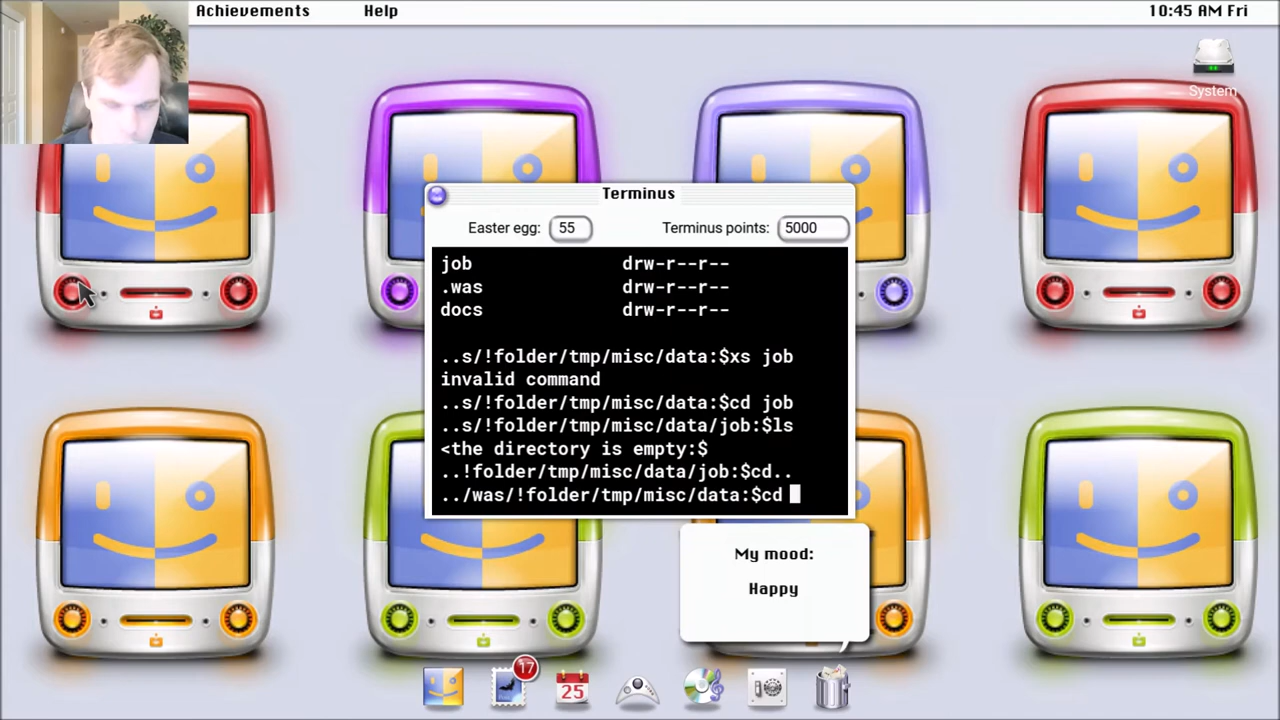 Achievements Help 10:45 AM Fri
System
Terminus
Easter egg: 55 Terminus points: 5000
job drw-r--r--
.was drw-r--r--
docs drw-r--r--
..s/!folder/tmp/misc/data:$xs job
invalid command
..s/!folder/tmp/misc/data:$cd job
..s/!folder/tmp/misc/data/job:$ls
<the directory is empty:$
..!folder/tmp/misc/data/job:$cd..
../was/!folder/tmp/misc/data:$cd
My mood:
Happy
17
25